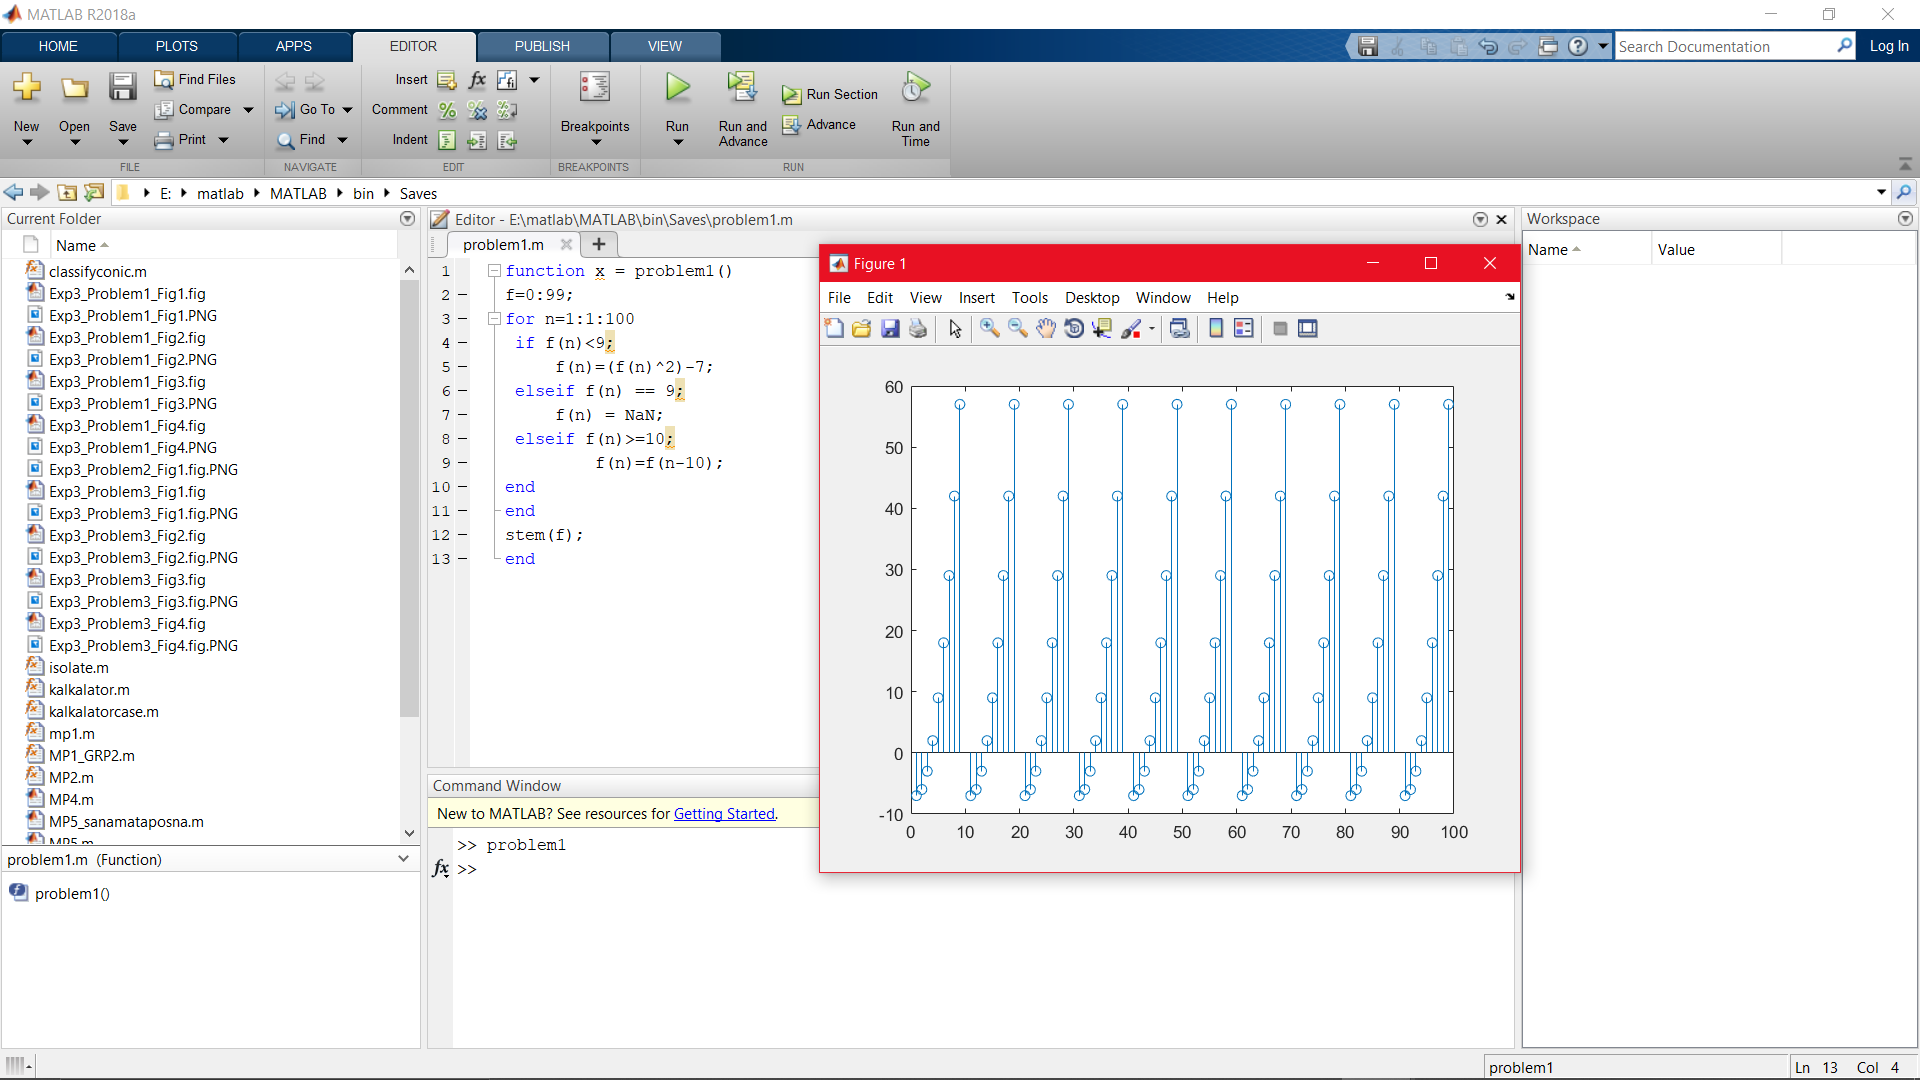 MATLAB R2018a
HOME PLOTS APPS EDITOR PUBLISH VIEW
Search Documentation Log In
New Open Save
Find Files
Compare
Print
Go To
Find
Insert fx
Comment
Indent
Breakpoints
Run
Run and Advance
Run Section
Advance
Run and Time
FILE NAVIGATE EDIT BREAKPOINTS RUN
E: matlab MATLAB bin Saves
Current Folder
Name
classifyconic.m
Exp3_Problem1_Fig1.fig
Exp3_Problem1_Fig1.PNG
Exp3_Problem1_Fig2.fig
Exp3_Problem1_Fig2.PNG
Exp3_Problem1_Fig3.fig
Exp3_Problem1_Fig3.PNG
Exp3_Problem1_Fig4.fig
Exp3_Problem1_Fig4.PNG
Exp3_Problem2_Fig1.fig.PNG
Exp3_Problem3_Fig1.fig
Exp3_Problem3_Fig1.fig.PNG
Exp3_Problem3_Fig2.fig
Exp3_Problem3_Fig2.fig.PNG
Exp3_Problem3_Fig3.fig
Exp3_Problem3_Fig3.fig.PNG
Exp3_Problem3_Fig4.fig
Exp3_Problem3_Fig4.fig.PNG
isolate.m
kalkalator.m
kalkalatorcase.m
mp1.m
MP1_GRP2.m
MP2.m
MP4.m
MP5_sanamataposna.m
MP5.m
problem1.m (Function)
problem1()
Editor - E:\matlab\MATLAB\bin\Saves\problem1.m
problem1.m
1 function x = problem1()
2 – f=0:99;
3 – for n=1:1:100
4 – if f(n)<9;
5 – f(n)=(f(n)^2)-7;
6 – elseif f(n) == 9;
7 – f(n) = NaN;
8 – elseif f(n)>=10;
9 – f(n)=f(n-10);
10 – end
11 – end
12 – stem(f);
13 – end
Command Window
New to MATLAB? See resources for Getting Started.
>> problem1
fx >>
Figure 1
File Edit View Insert Tools Desktop Window Help
60
50
40
30
20
10
0
-10
0 10 20 30 40 50 60 70 80 90 100
Workspace
Name Value
problem1 Ln 13 Col 4